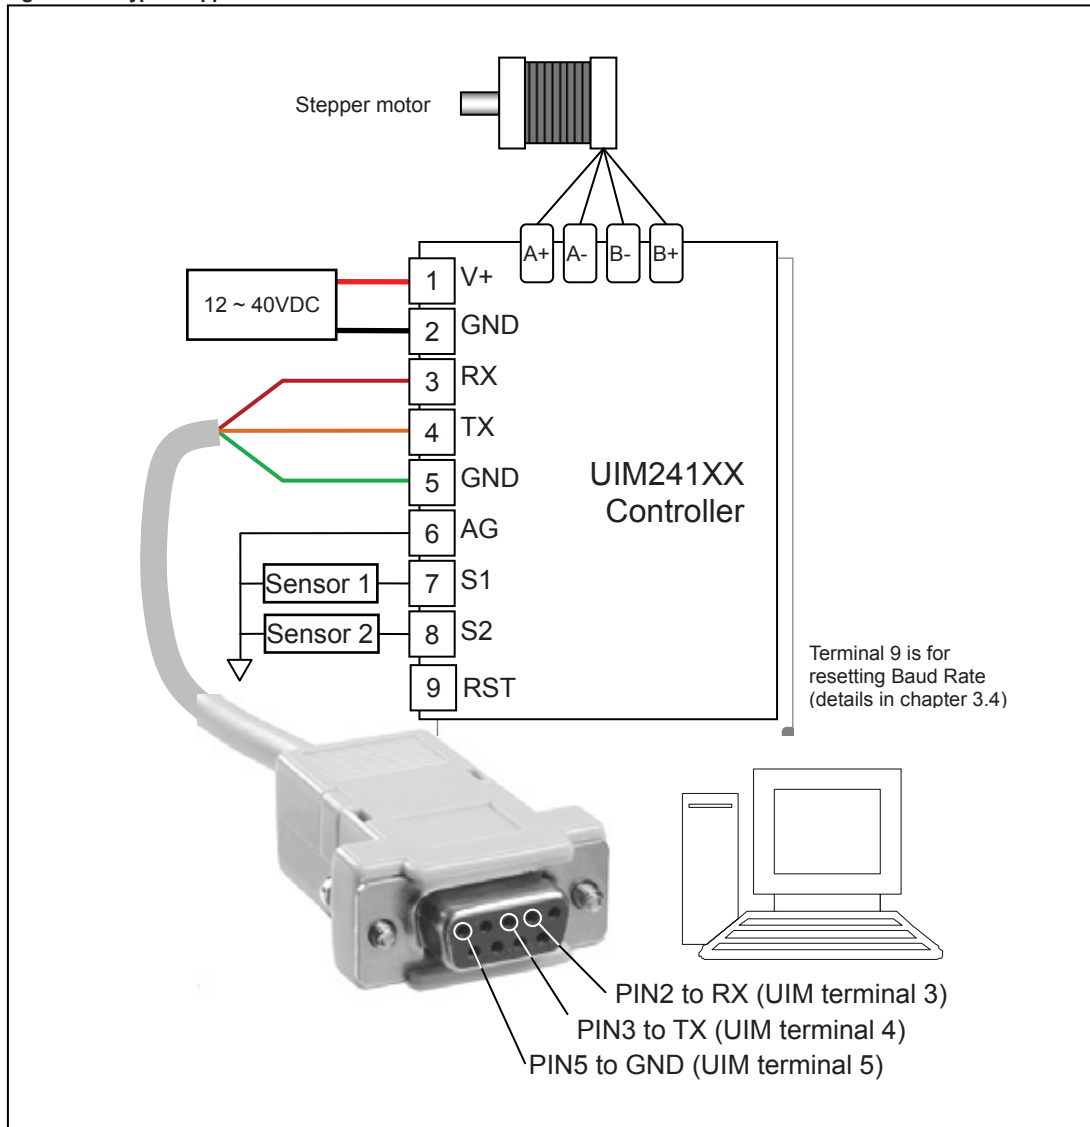 Stepper motor
A+ A- B- B+
12 ~ 40VDC
1 V+
2 GND
3 RX
4 TX
5 GND
6 AG
Sensor 1 7 S1
Sensor 2 8 S2
9 RST
UIM241XX
Controller
Terminal 9 is for
resetting Baud Rate
(details in chapter 3.4)
PIN2 to RX (UIM terminal 3)
PIN3 to TX (UIM terminal 4)
PIN5 to GND (UIM terminal 5)